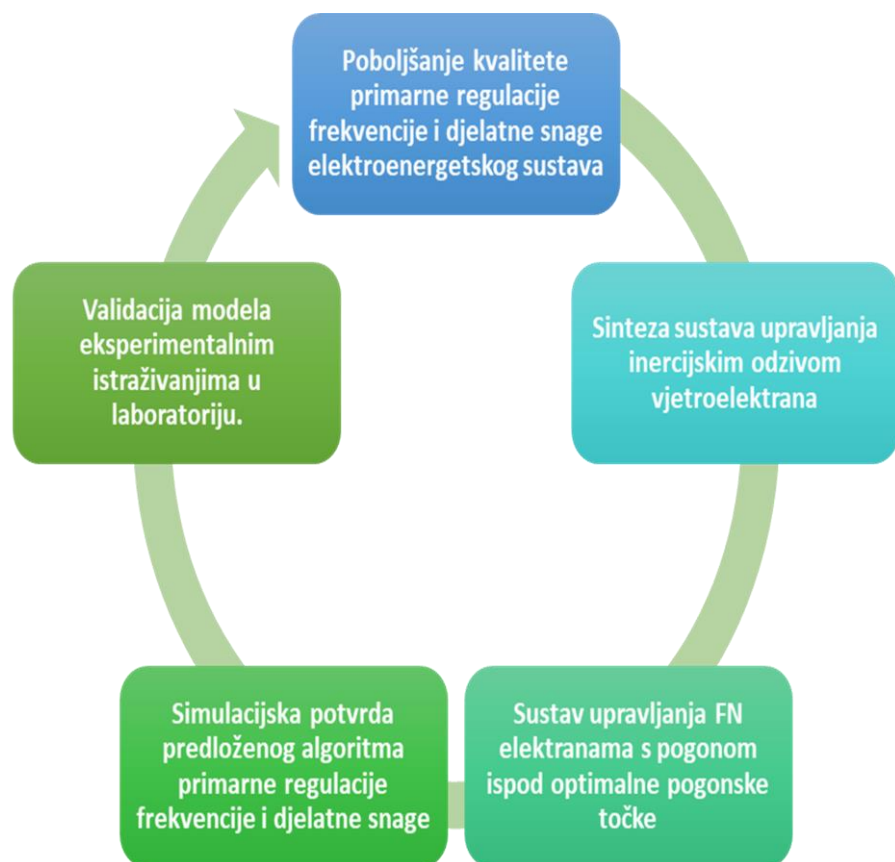 Poboljšanje kvalitete
primarne regulacije
frekvencije i djelatne snage
elektroenergetskog sustava
Sinteza sustava upravljanja
inercijskim odzivom
vjetroelektrana
Sustav upravljanja FN
elektranama s pogonom
ispod optimalne pogonske
točke
Simulacijska potvrda
predloženog algoritma
primarne regulacije
frekvencije i djelatne snage
Validacija modela
eksperimentalnim
istraživanjima u
laboratoriju.